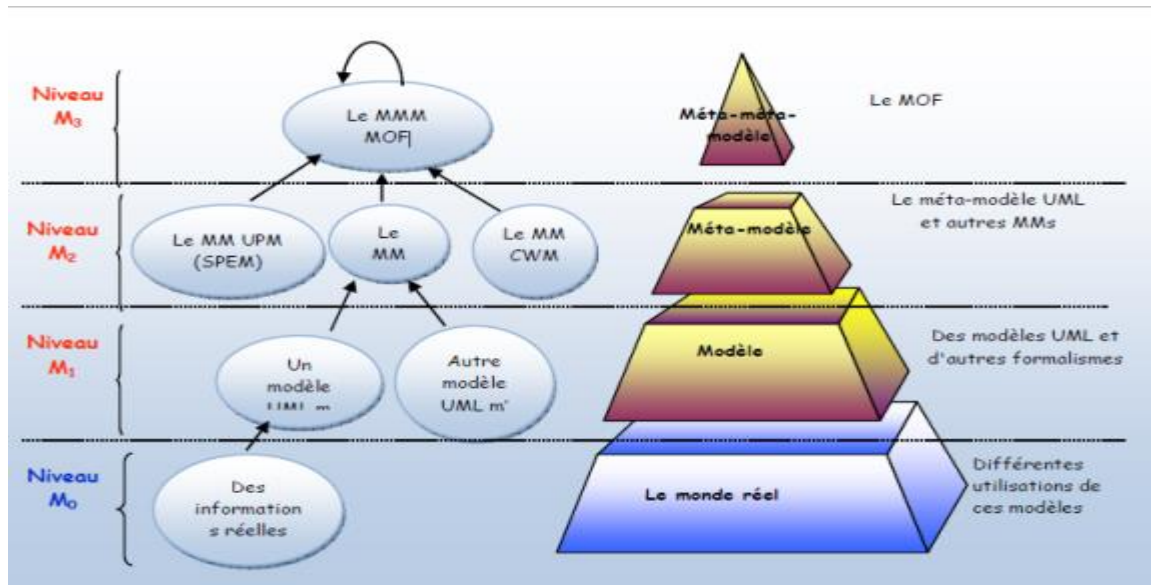 Niveau
M3
Le MMM
MOF
Méta-méta-
modèle
Le MOF
Niveau
M2
Le MM UPM
(SPEM)
Le
MM
Le MM
CWM
Méta-modèle
Le méta-modèle UML
et autres MMs
Niveau
M1
Un
modèle
UML m
Autre
modèle
UML m'
Modèle
Des modèles UML et
d'autres formalismes
Niveau
M0
Des
information
s réelles
Le monde réel
Différentes
utilisations de
ces modèles